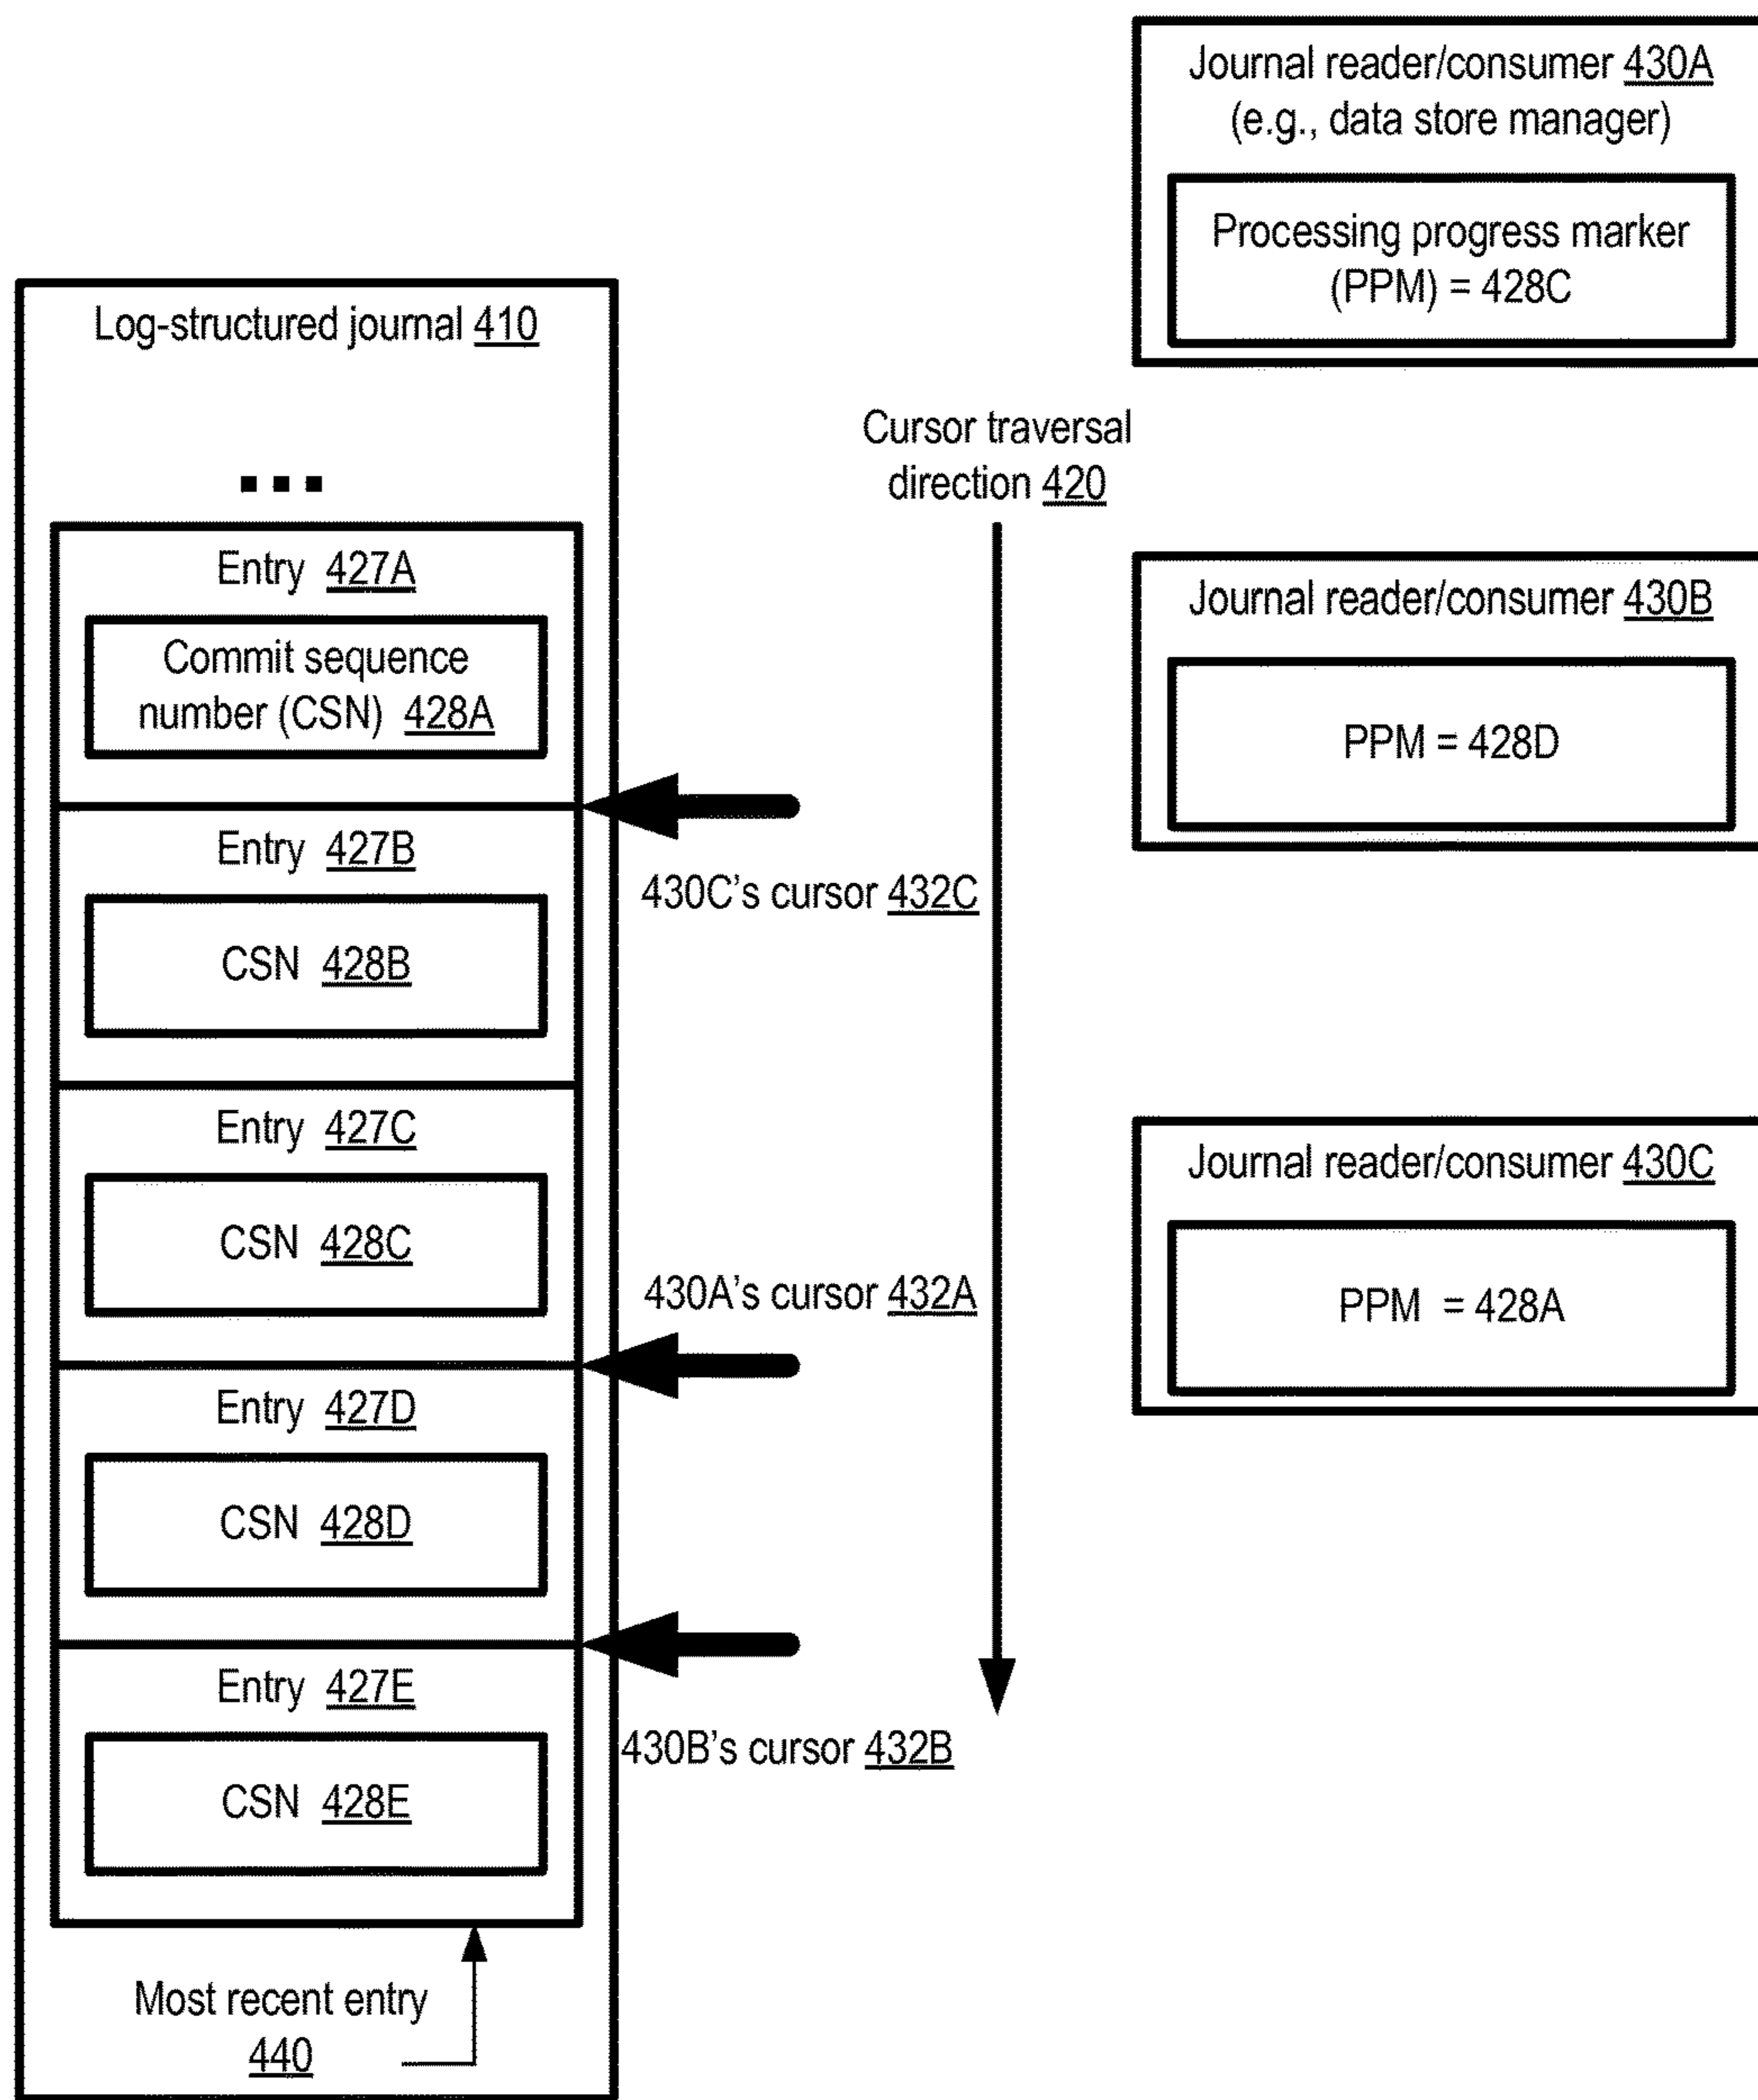 Log-structured journal 410
...
Entry 427A
Commit sequence
number (CSN) 428A
Entry 427B
CSN 428B
Entry 427C
CSN 428C
Entry 427D
CSN 428D
Entry 427E
CSN 428E
Most recent entry
440
Cursor traversal
direction 420
430C's cursor 432C
430A's cursor 432A
430B's cursor 432B
Journal reader/consumer 430A
(e.g., data store manager)
Processing progress marker
(PPM) = 428C
Journal reader/consumer 430B
PPM = 428D
Journal reader/consumer 430C
PPM = 428A